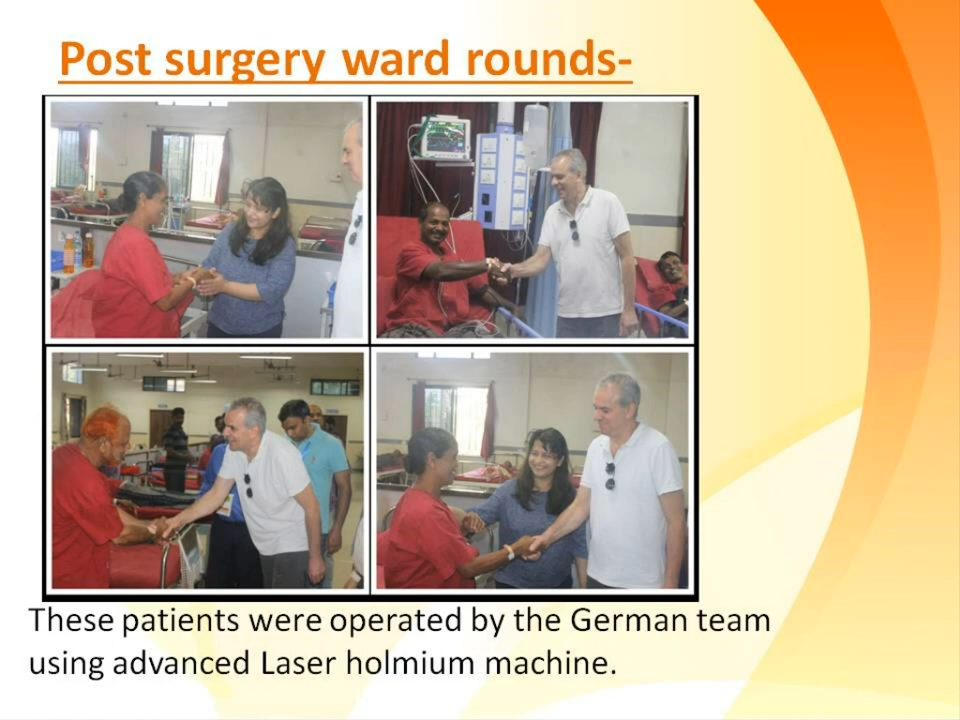 Post surgery ward rounds-
These patients were operated by the German team
using advanced Laser holmium machine.